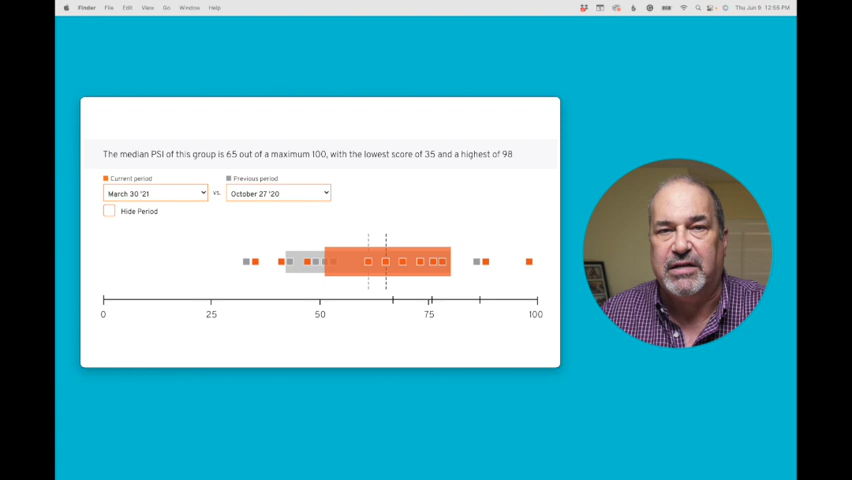 Finder File Edit View Go Window Help Thu Jun 9 12:55 PM
The median PSI of this group is 65 out of a maximum 100, with the lowest score of 35 and a highest of 98
Current period Previous period
March 30 '21 vs. October 27 '20
Hide Period
0 25 50 75 100